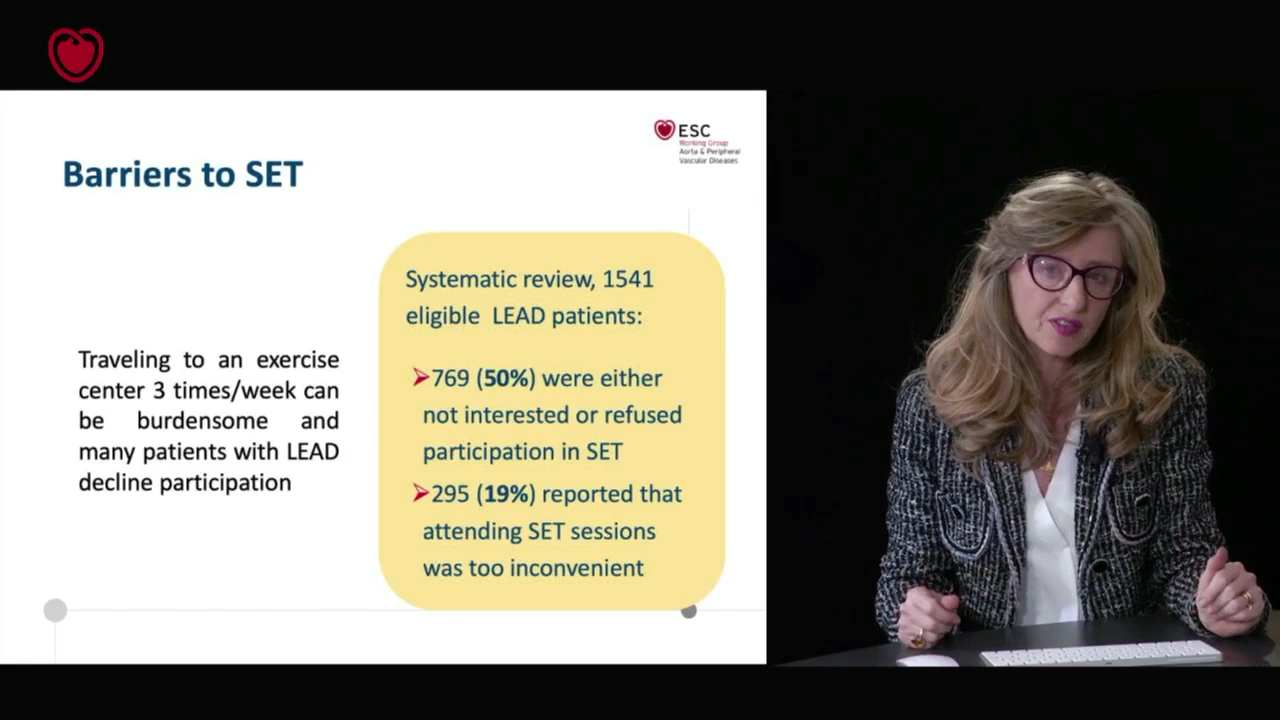 ESC
Working Group
Aorta & Peripheral
Vascular Diseases
Barriers to SET
Traveling to an exercise
center 3 times/week can
be burdensome and
many patients with LEAD
decline participation
Systematic review, 1541
eligible LEAD patients:
➢769 (50%) were either
not interested or refused
participation in SET
➢295 (19%) reported that
attending SET sessions
was too inconvenient